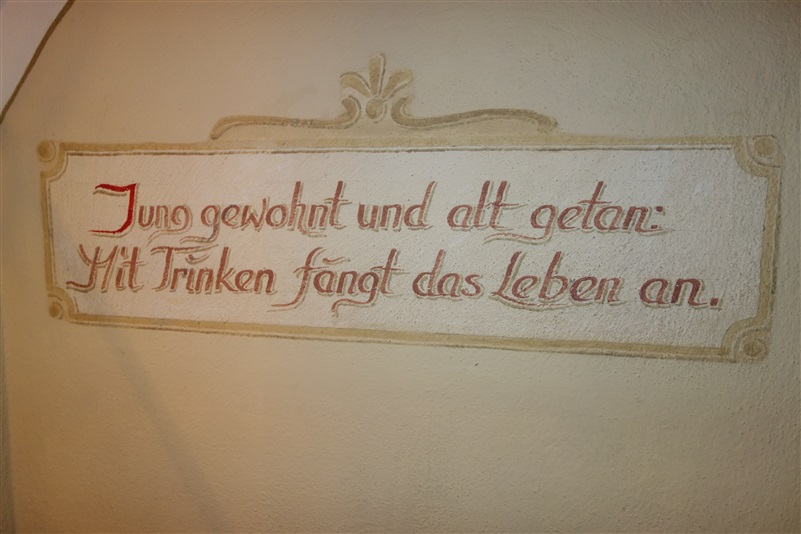 Jung gewohnt und alt getan:
Mit Trinken fängt das Leben an.